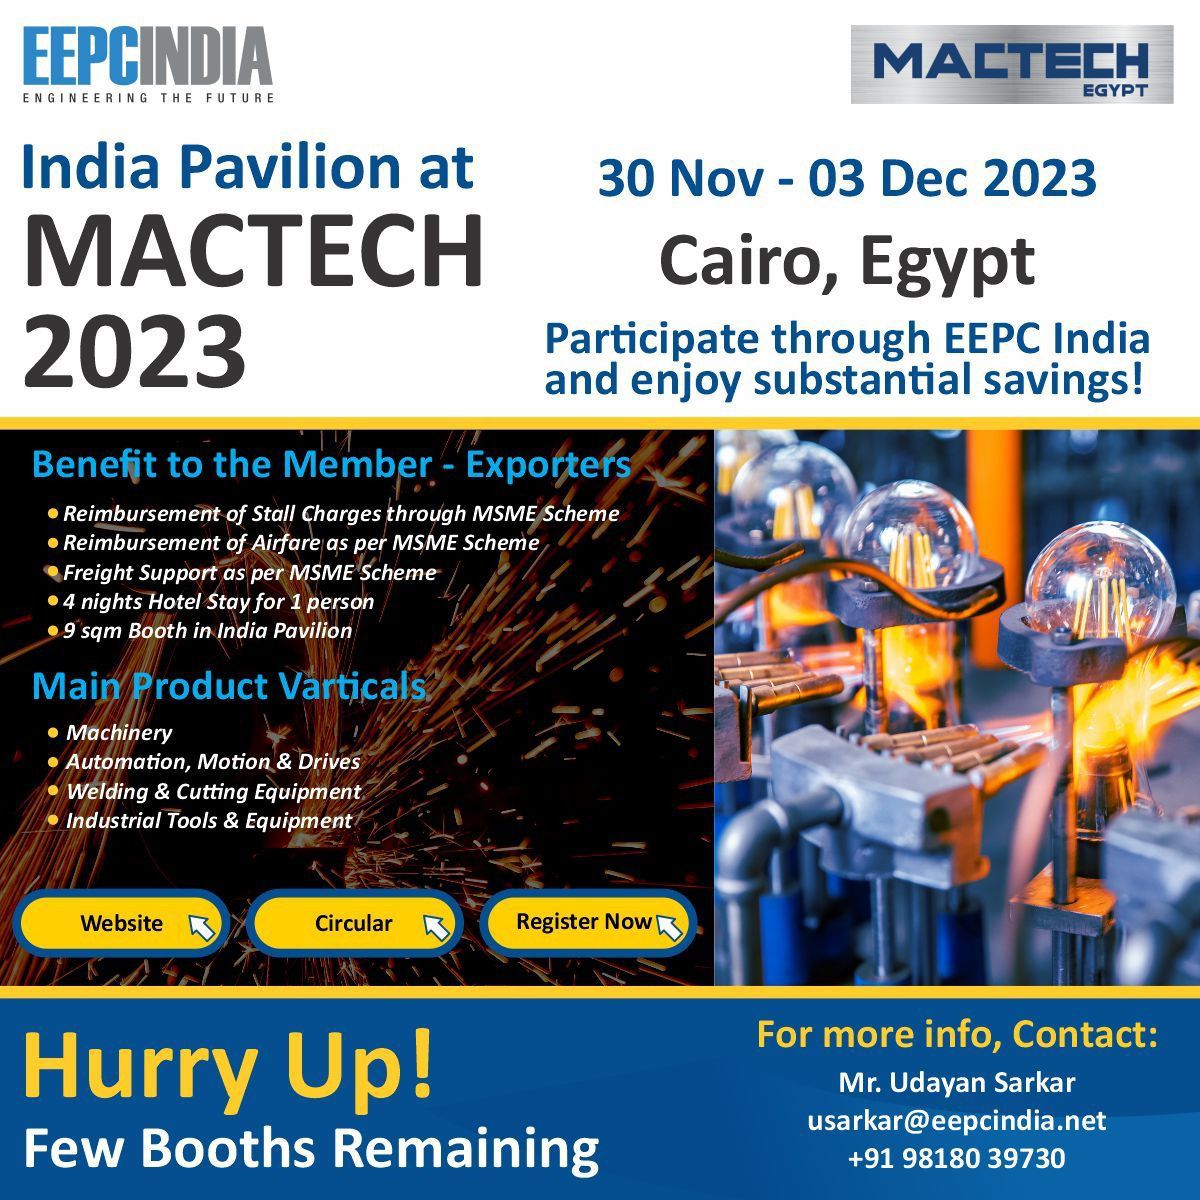 EEPCINDIA
ENGINEERING THE FUTURE
MACTECH
EGYPT
India Pavilion at
MACTECH
2023
30 Nov - 03 Dec 2023
Cairo, Egypt
Participate through EEPC India
and enjoy substantial savings!
Benefit to the Member - Exporters
• Reimbursement of Stall Charges through MSME Scheme
• Reimbursement of Airfare as per MSME Scheme
• Freight Support as per MSME Scheme
• 4 nights Hotel Stay for 1 person
• 9 sqm Booth in India Pavilion
Main Product Varticals
• Machinery
• Automation, Motion & Drives
• Welding & Cutting Equipment
• Industrial Tools & Equipment
Website
Circular
Register Now
Hurry Up!
Few Booths Remaining
For more info, Contact:
Mr. Udayan Sarkar
usarkar@eepcindia.net
+91 98180 39730